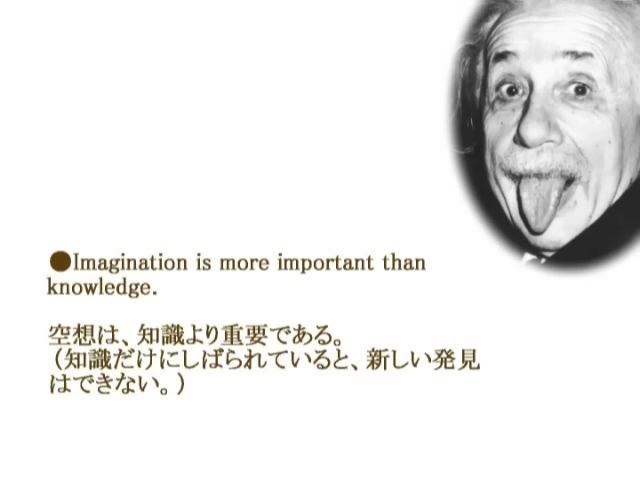 ●Imagination is more important than
knowledge.
空想は、知識より重要である。
（知識だけにしばられていると、新しい発見
はできない。）